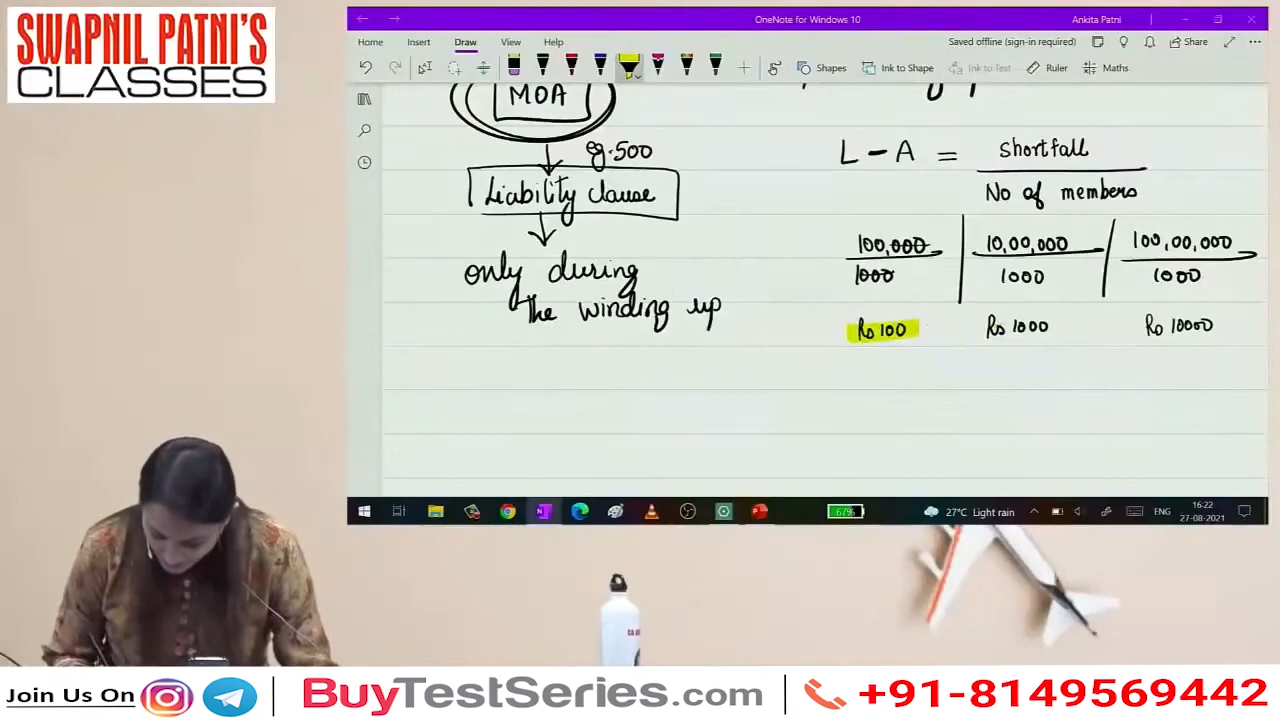 SWAPNIL PATNI'S
CLASSES
OneNote for Windows 10
Ankita Patni
Home Insert Draw View Help
Saved offline (sign-in required)
Share
Shapes
Ink to Shape
Ink to Text
Ruler
Maths
MOA
eg. 500
Liability clause
only during
the winding up
L - A = Shortfall
No of members
100,000
1000
Rs 100
10,00,000
1000
Rs 1000
100,00,000
1000
Rs 10000
67%
27°C Light rain
ENG
16:22
27-08-2021
Join Us On
BuyTestSeries.com
+91-8149569442